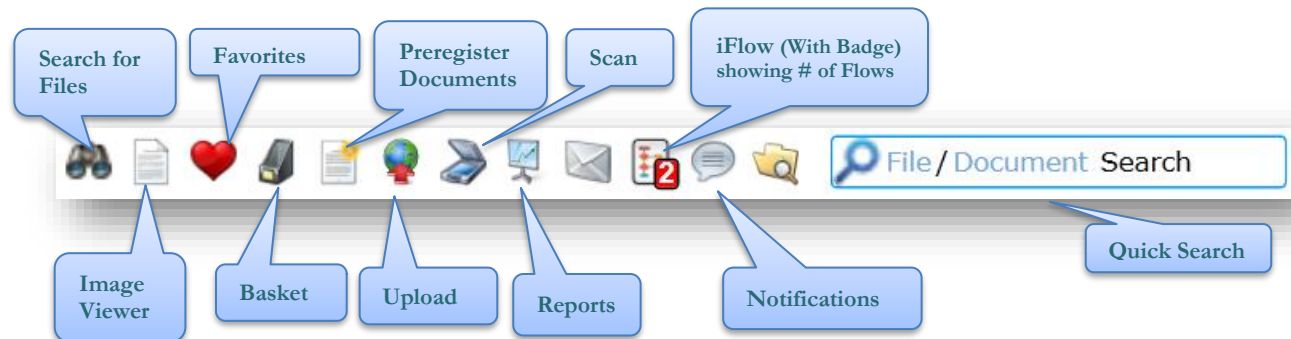 Search for
Files
Favorites
Preregister
Documents
Scan
iFlow (With Badge)
showing # of Flows
2
File / Document Search
Image
Viewer
Basket
Upload
Reports
Notifications
Quick Search